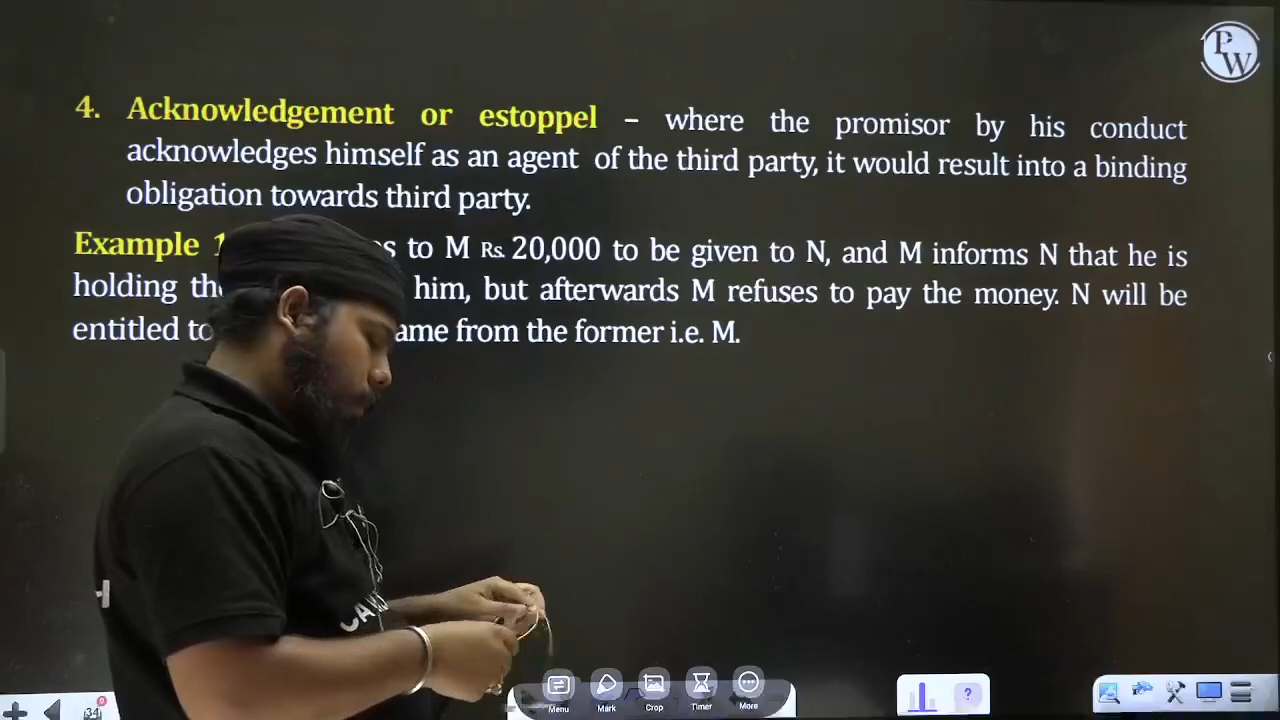 PW
4. Acknowledgement or estoppel – where the promisor by his conduct
acknowledges himself as an agent of the third party, it would result into a binding
obligation towards third party.
Example to M Rs. 20,000 to be given to N, and M informs N that he is
holding him, but afterwards M refuses to pay the money. N will be
entitled to from the former i.e. M.
CAW
34
Menu
Mark
Crop
Timer
More
?